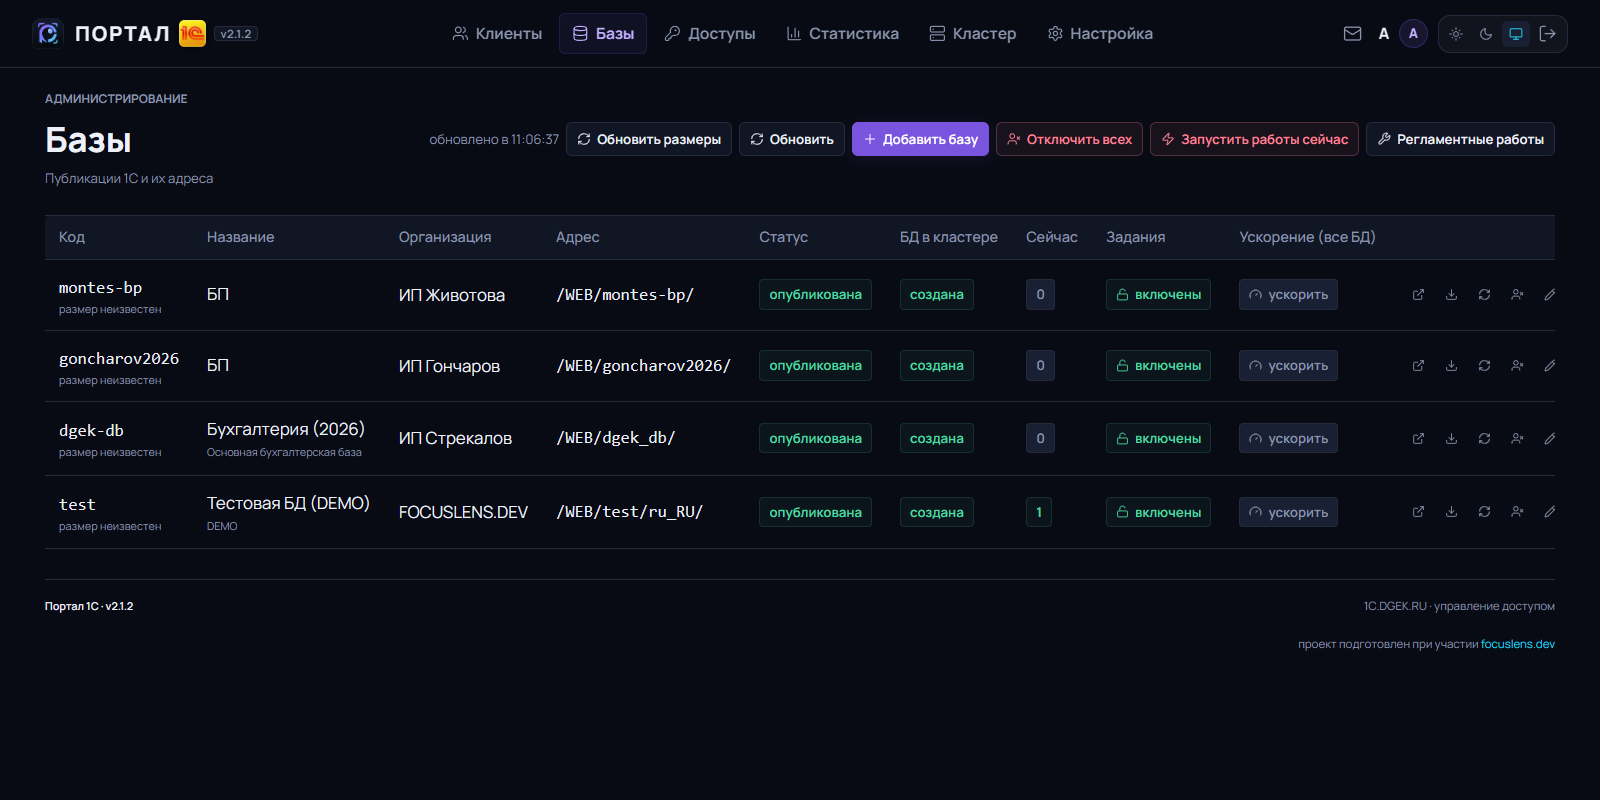 ПОРТАЛ 1С v2.1.2
Клиенты Базы Доступы Статистика Кластер Настройка
A A
АДМИНИСТРИРОВАНИЕ
Базы
обновлено в 11:06:37 Обновить размеры Обновить Добавить базу Отключить всех Запустить работы сейчас Регламентные работы
Публикации 1С и их адреса
Код Название Организация Адрес Статус БД в кластере Сейчас Задания Ускорение (все БД)
montes-bp БП ИП Животова /WEB/montes-bp/ опубликована создана 0 включены ускорить
размер неизвестен
goncharov2026 БП ИП Гончаров /WEB/goncharov2026/ опубликована создана 0 включены ускорить
размер неизвестен
dgek-db Бухгалтерия (2026) ИП Стрекалов /WEB/dgek_db/ опубликована создана 0 включены ускорить
размер неизвестен Основная бухгалтерская база
test Тестовая БД (DEMO) FOCUSLENS.DEV /WEB/test/ru_RU/ опубликована создана 1 включены ускорить
размер неизвестен DEMO
Портал 1С · v2.1.2 1C.DGEK.RU · управление доступом
проект подготовлен при участии focuslens.dev